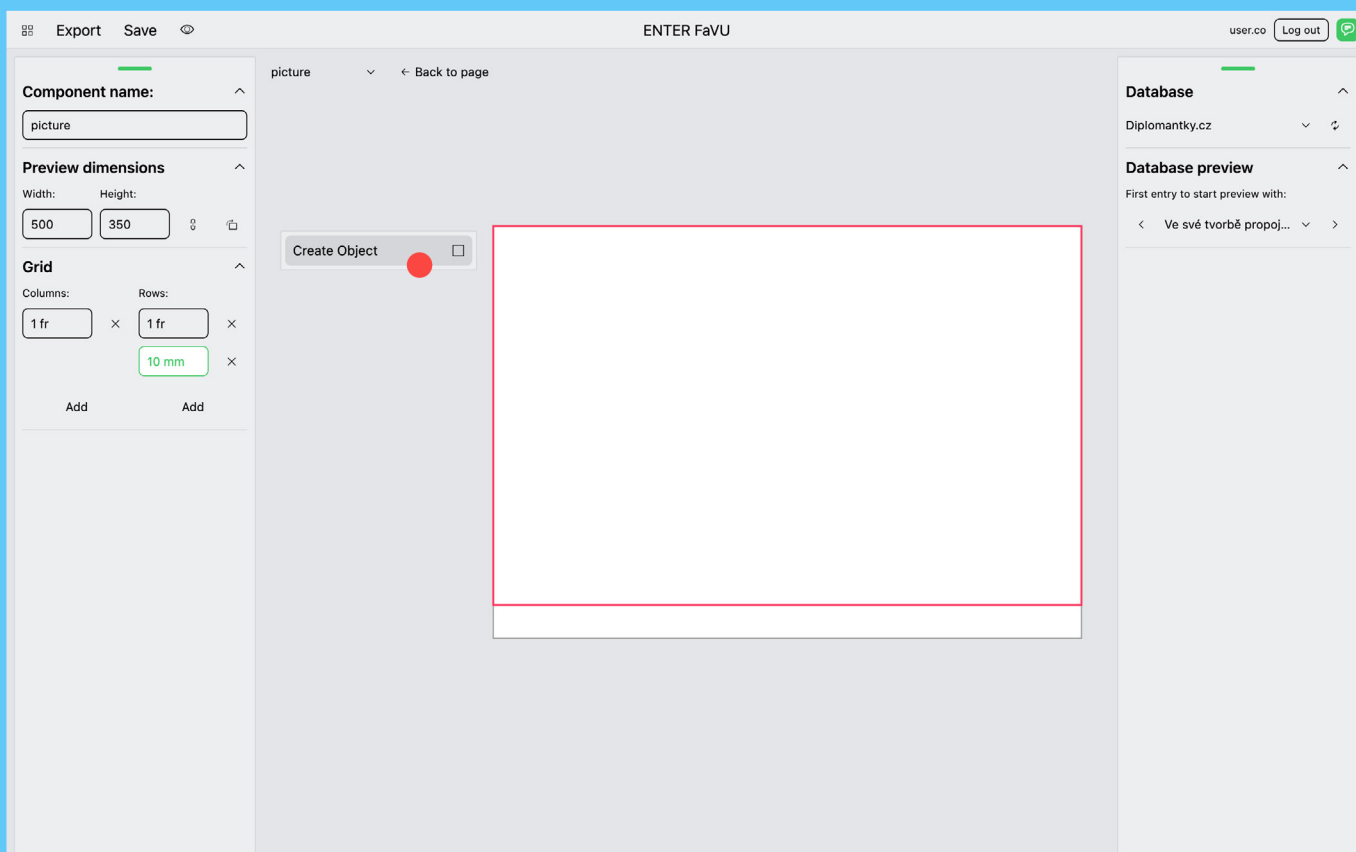 Export Save ENTER FaVU user.co Log out
Component name:
picture
Preview dimensions
Width: Height:
500 350
Grid
Columns: Rows:
1 fr 1 fr
10 mm
Add Add
picture ← Back to page
Create Object
Database
Diplomantky.cz
Database preview
First entry to start preview with:
Ve své tvorbě propoj...